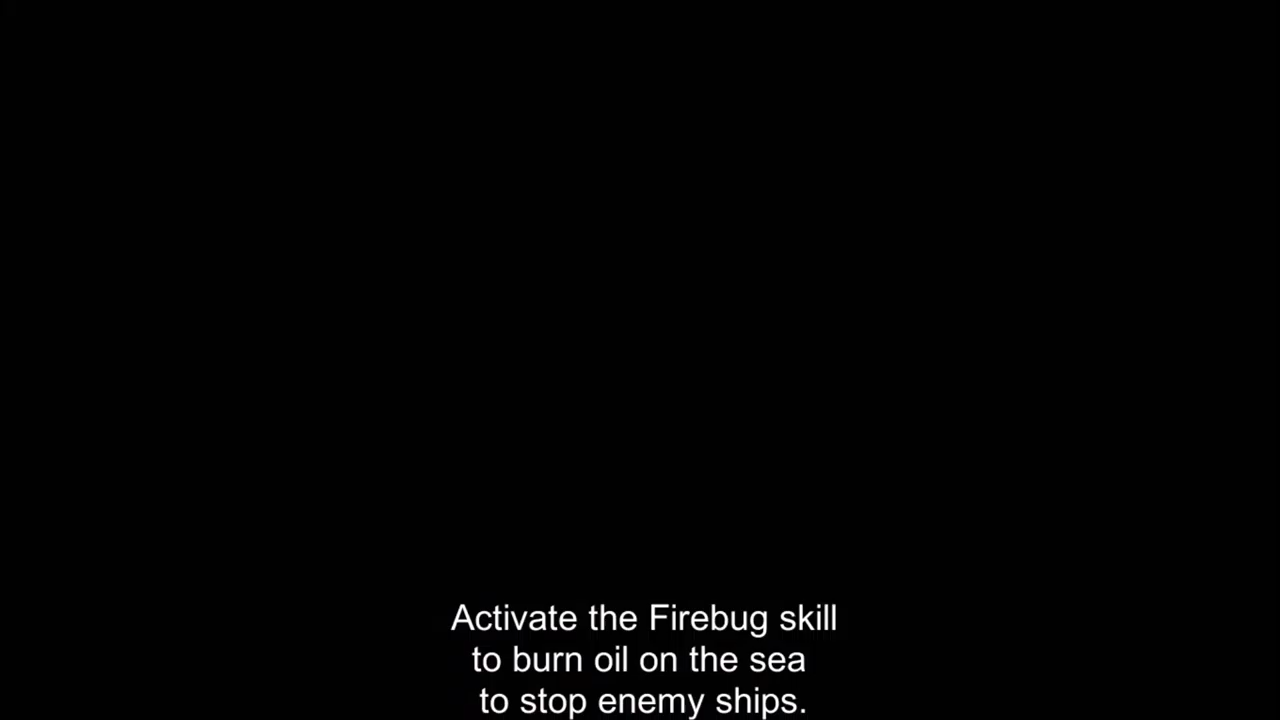 Activate the Firebug skill
to burn oil on the sea
to stop enemy ships.